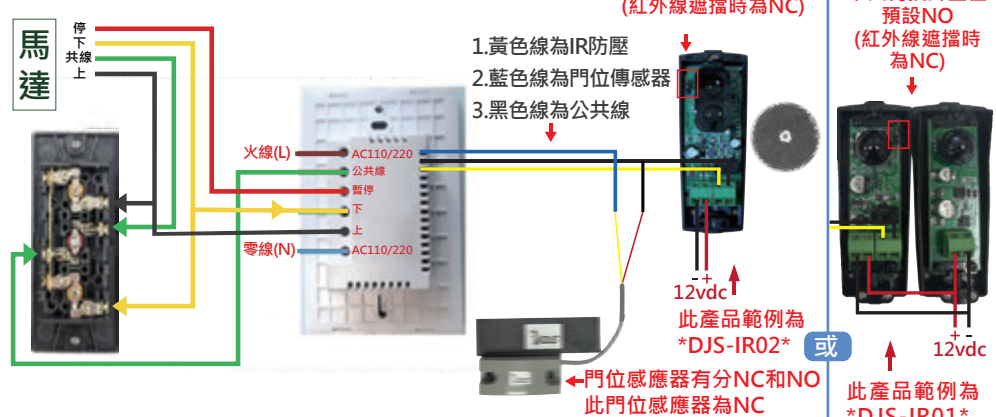 馬達
停
下
共線
上
火線(L)
AC110/220
公共線
暫停
下
上
零線(N)
AC110/220
1.黃色線為IR防壓
2.藍色線為門位傳感器
3.黑色線為公共線
(紅外線遮擋時為NC)
- +
12vdc
此產品範例為
*DJS-IR02*
門位感應器有分NC和NO
此門位感應器為NC
或
預設NO
(紅外線遮擋時
為NC)
+ -
12vdc
此產品範例為
*DJS-IR01*